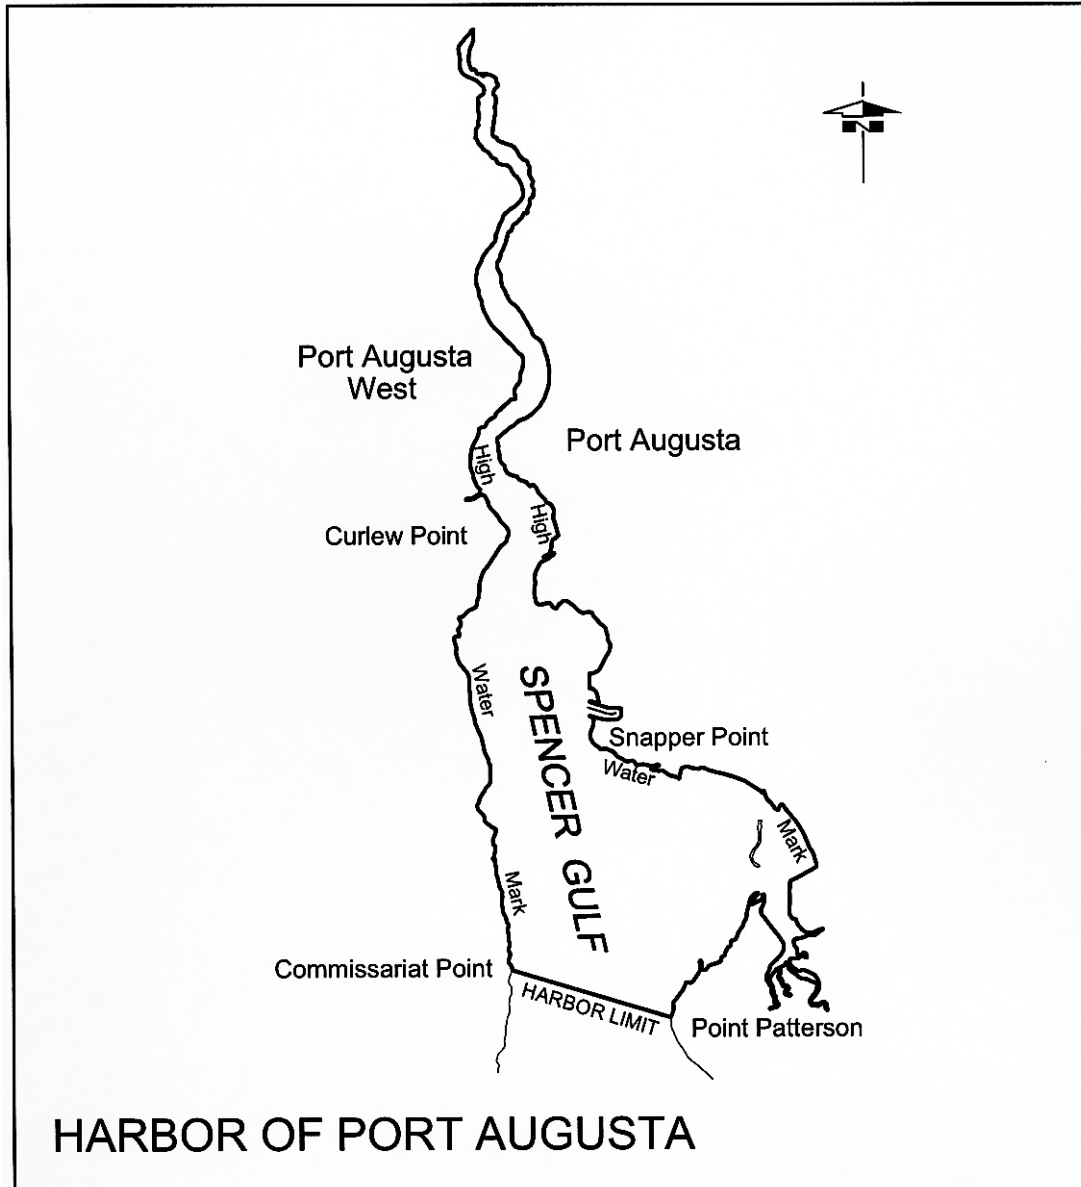 N
Port Augusta
West
Port Augusta
High
High
Curlew Point
Water
SPENCER GULF
Snapper Point
Water
Mark
Mark
Commissariat Point
HARBOR LIMIT
Point Patterson
HARBOR OF PORT AUGUSTA